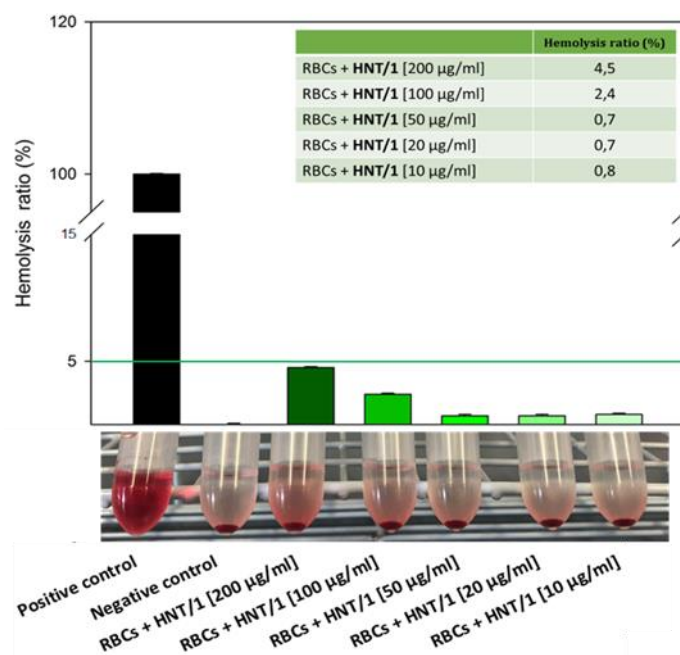 120
100
15
5
Hemolysis ratio (%)
Hemolysis ratio (%)
RBCs + HNT/1 [200 µg/ml] 4,5
RBCs + HNT/1 [100 µg/ml] 2,4
RBCs + HNT/1 [50 µg/ml] 0,7
RBCs + HNT/1 [20 µg/ml] 0,7
RBCs + HNT/1 [10 µg/ml] 0,8
Positive control
Negative control
RBCs + HNT/1 [200 µg/ml]
RBCs + HNT/1 [100 µg/ml]
RBCs + HNT/1 [50 µg/ml]
RBCs + HNT/1 [20 µg/ml]
RBCs + HNT/1 [10 µg/ml]